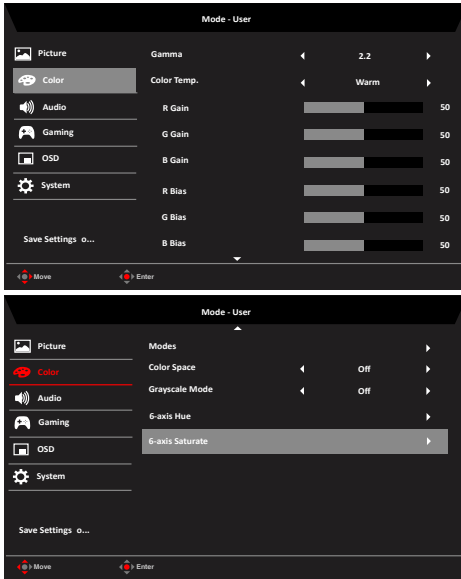 Mode - User
Picture
Gamma 2.2
Color
Color Temp. Warm
Audio
R Gain 50
Gaming
G Gain 50
OSD
B Gain 50
System
R Bias 50
G Bias 50
Save Settings o...
B Bias 50
Move Enter
Mode - User
Picture
Modes
Color
Color Space Off
Audio
Grayscale Mode Off
Gaming
6-axis Hue
OSD
6-axis Saturate
System
Save Settings o...
Move Enter